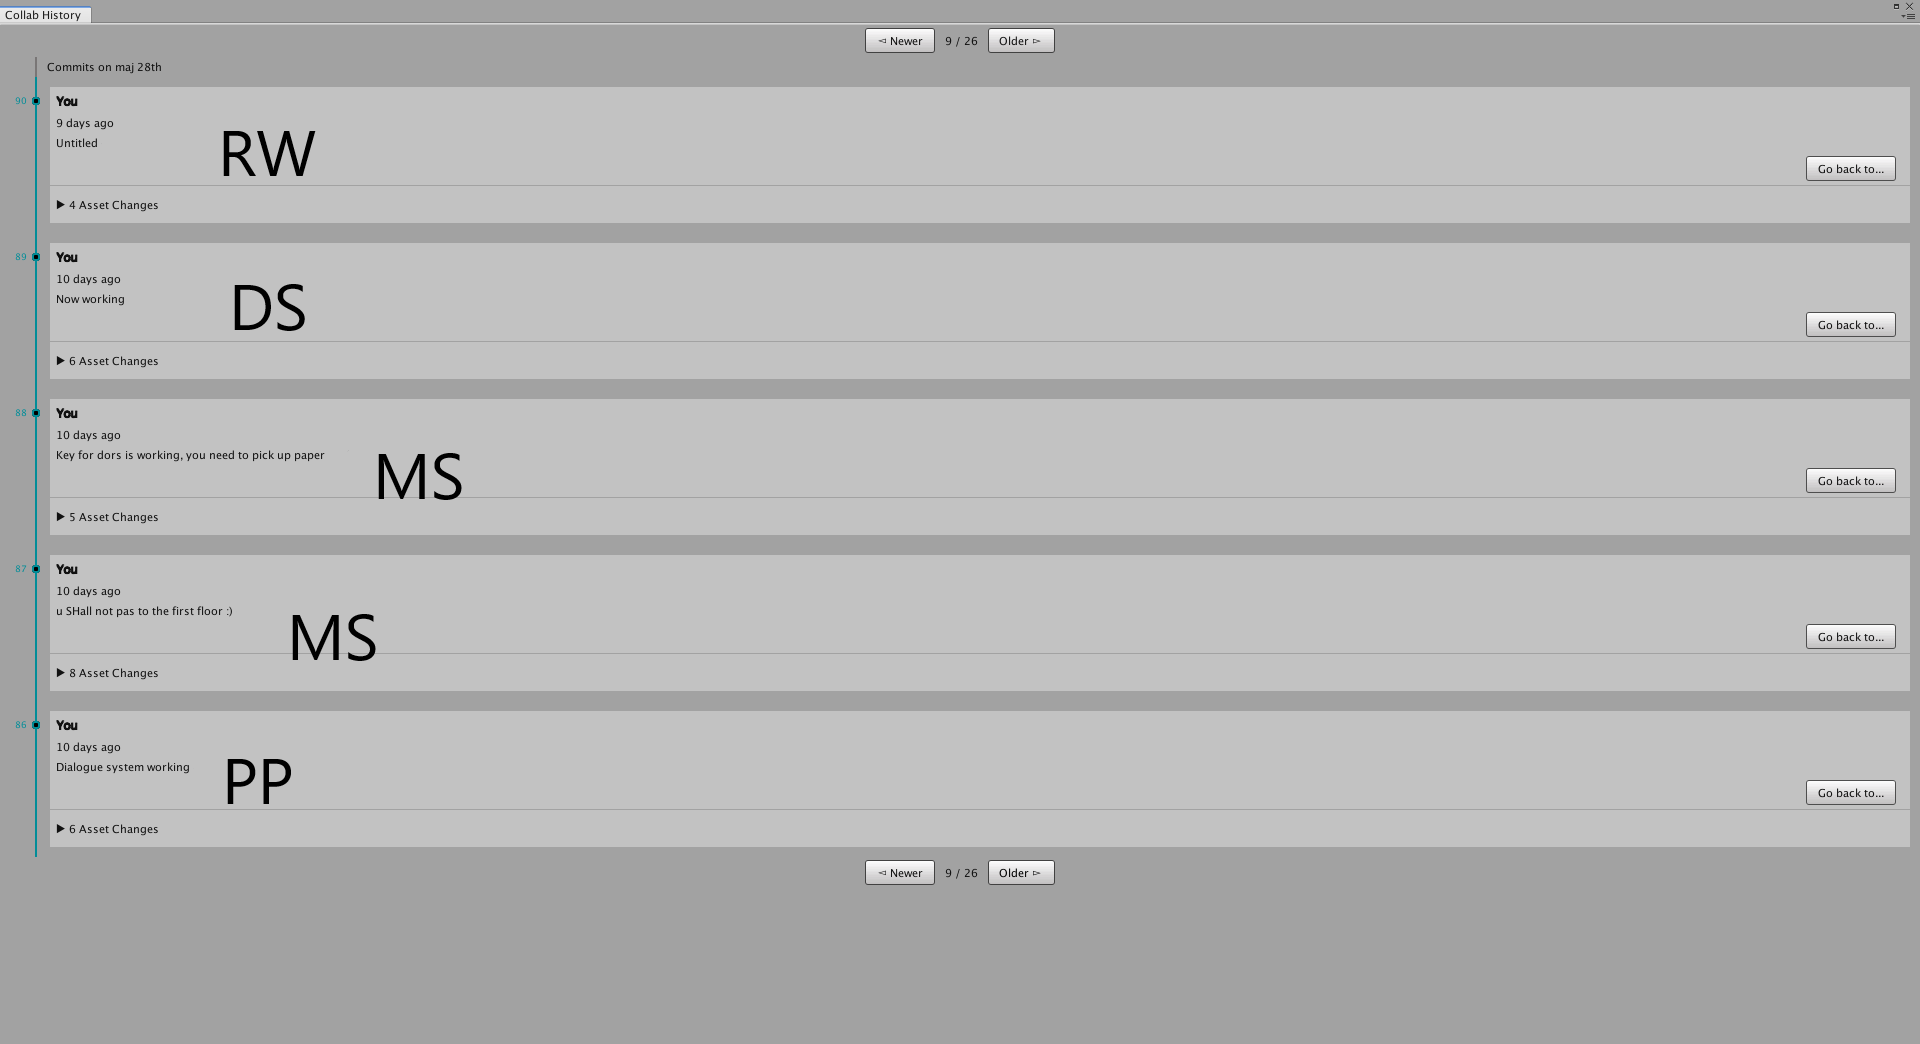 Collab History
Newer 9 / 26 Older
Commits on maj 28th
90
You
9 days ago
Untitled
RW
Go back to...
4 Asset Changes
89
You
10 days ago
Now working
DS
Go back to...
6 Asset Changes
88
You
10 days ago
Key for dors is working, you need to pick up paper
MS
Go back to...
5 Asset Changes
87
You
10 days ago
u SHall not pas to the first floor :)
MS
Go back to...
8 Asset Changes
86
You
10 days ago
Dialogue system working
PP
Go back to...
6 Asset Changes
Newer 9 / 26 Older